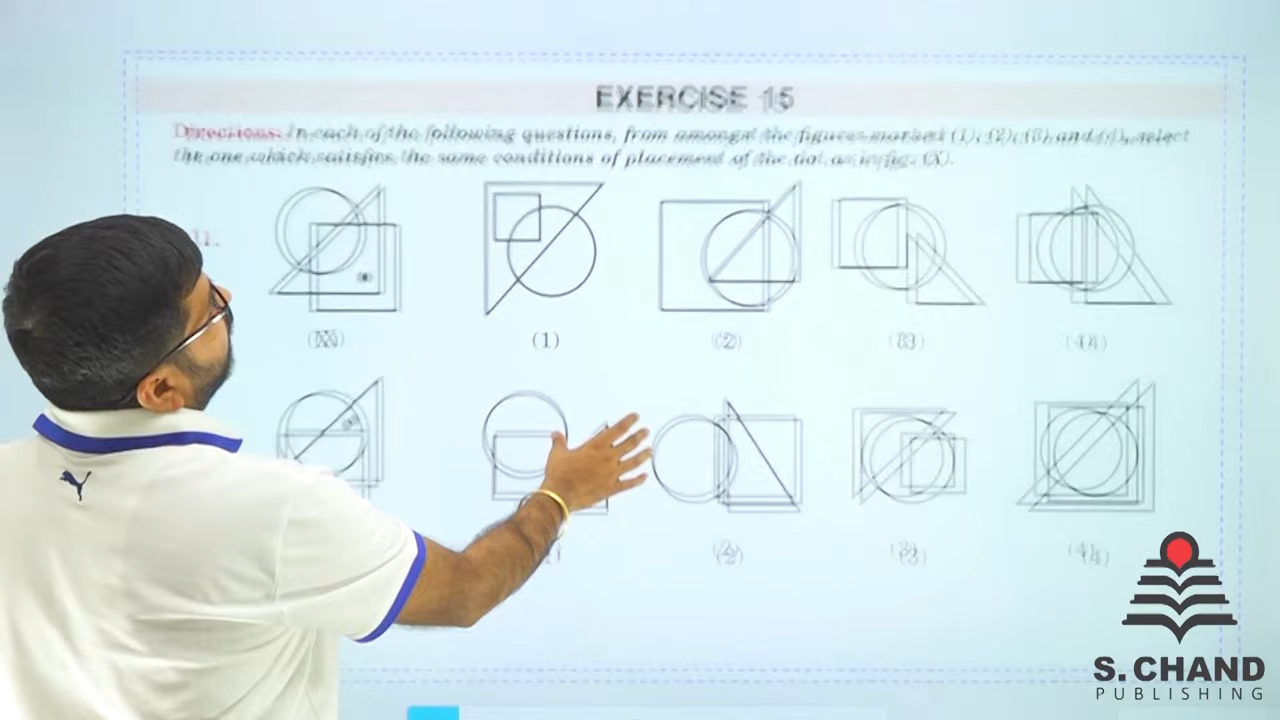 EXERCISE 15
Directions: In each of the following questions, from amongst the figures marked (1), (2), (3) and (4), select
the one which satisfies the same conditions of placement of the dot as in fig. (X).
(X) (1) (2) (3) (4)
(2) (3) (4)
S. CHAND
PUBLISHING